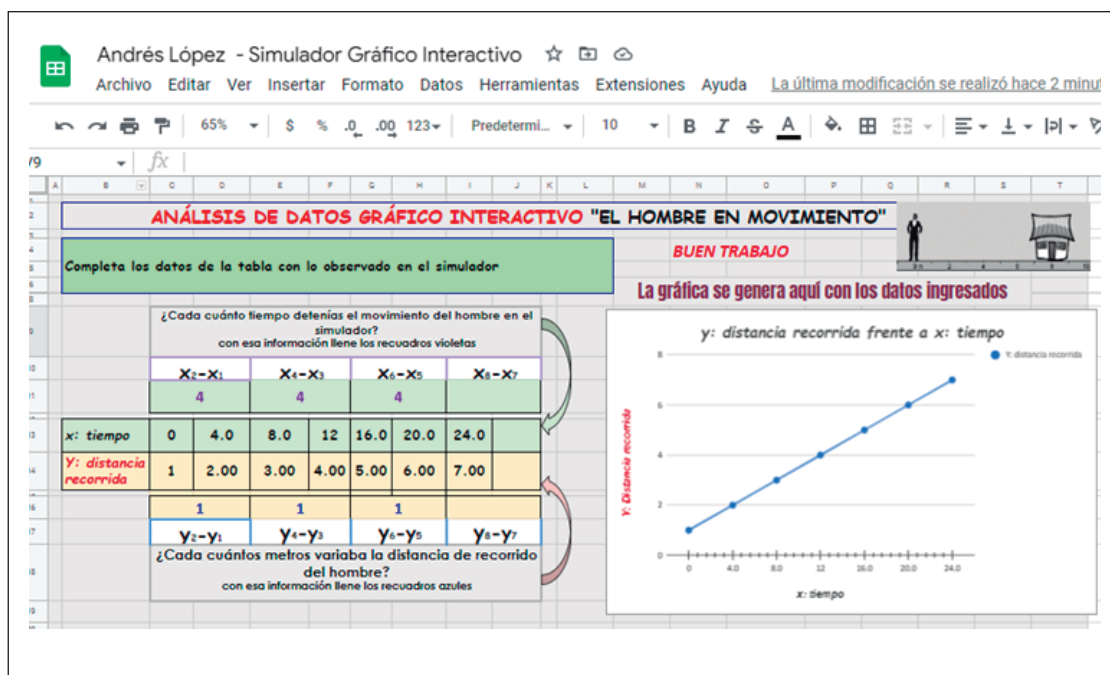 Andrés López - Simulador Gráfico Interactivo
Archivo Editar Ver Insertar Formato Datos Herramientas Extensiones Ayuda La última modificación se realizó hace 2 minut
65% $ % .0 .00 123 Predetermi... 10 B I S A
/9 fx
A B C D E F G H I J K L M N O P Q R S T
ANÁLISIS DE DATOS GRÁFICO INTERACTIVO "EL HOMBRE EN MOVIMIENTO"
BUEN TRABAJO
Completa los datos de la tabla con lo observado en el simulador
La gráfica se genera aquí con los datos ingresados
¿Cada cuánto tiempo detenías el movimiento del hombre en el
simulador?
con esa información llene los recuadros violetas
x₂-x₁ x₄-x₃ x₆-x₅ x₈-x₇
4 4 4
x: tiempo 0 4.0 8.0 12 16.0 20.0 24.0
Y: distancia
recorrida 1 2.00 3.00 4.00 5.00 6.00 7.00
1 1 1
y₂-y₁ y₄-y₃ y₆-y₅ y₈-y₇
¿Cada cuántos metros variaba la distancia de recorrido
del hombre?
con esa información llene los recuadros azules
y: distancia recorrida frente a x: tiempo
Y: distancia recorrida
8
6
4
2
0
Y: Distancia recorrida
0 4.0 8.0 12 16.0 20.0 24.0
x: tiempo